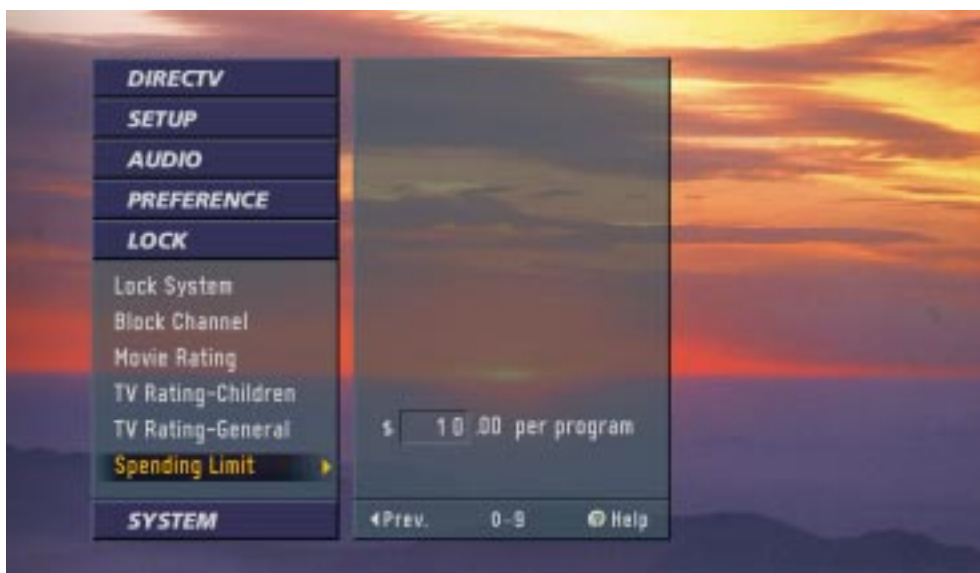 DIRECTV
SETUP
AUDIO
PREFERENCE
LOCK
Lock System
Block Channel
Movie Rating
TV Rating-Children
TV Rating-General
Spending Limit
SYSTEM
$ 10 .00 per program
Prev. 0-9 Help